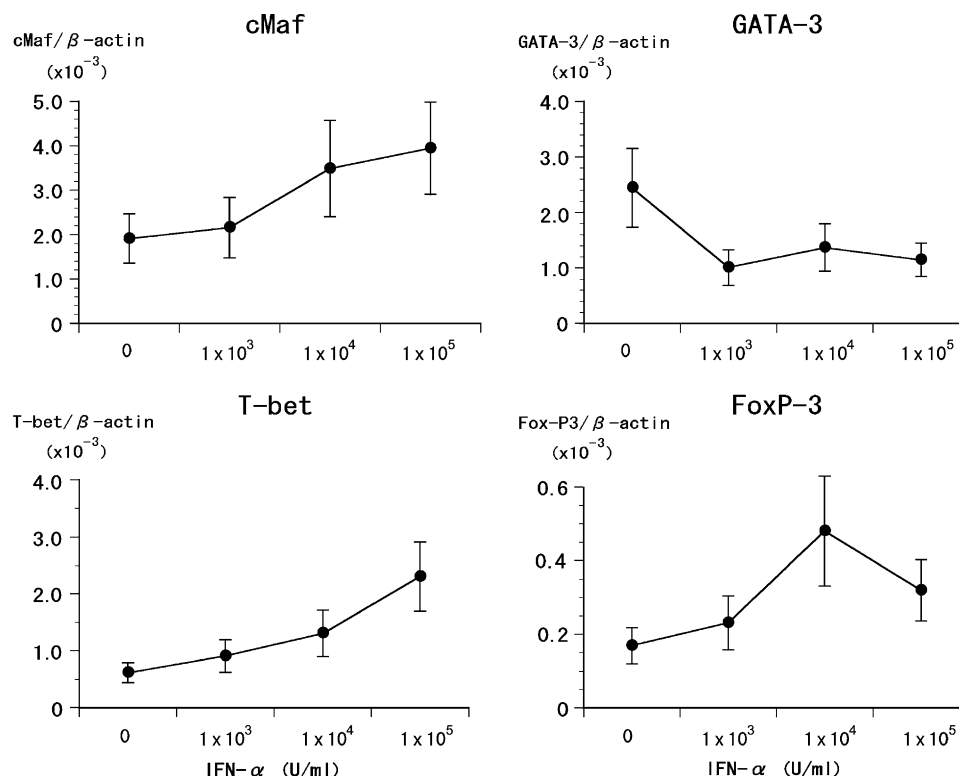 cMaf
cMaf/β-actin
(x10⁻³)
5.0
4.0
3.0
2.0
1.0
0
0 1x10³ 1x10⁴ 1x10⁵
GATA-3
GATA-3/β-actin
(x10⁻³)
4.0
3.0
2.0
1.0
0
0 1x10³ 1x10⁴ 1x10⁵
T-bet
T-bet/β-actin
(x10⁻³)
4.0
3.0
2.0
1.0
0
0 1x10³ 1x10⁴ 1x10⁵
IFN-α (U/ml)
FoxP-3
Fox-P3/β-actin
(x10⁻³)
0.6
0.4
0.2
0
0 1x10³ 1x10⁴ 1x10⁵
IFN-α (U/ml)